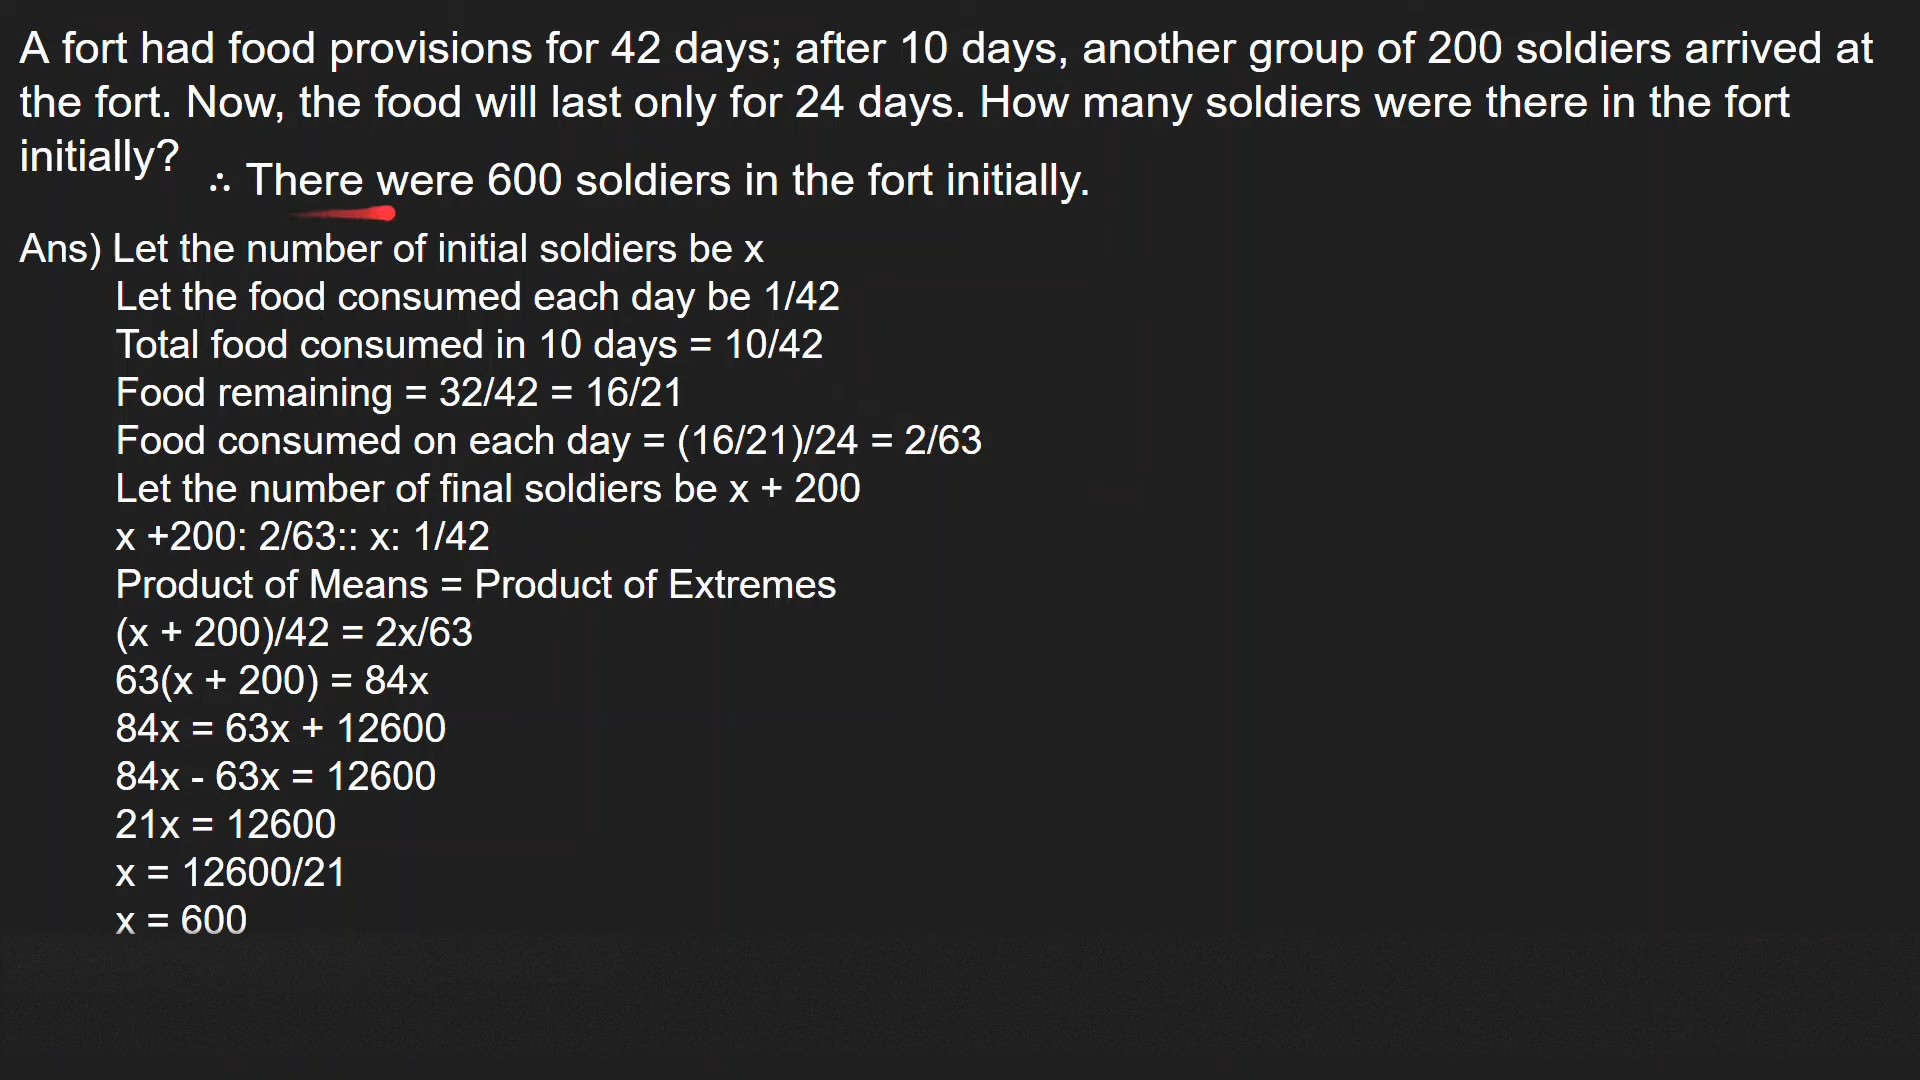 A fort had food provisions for 42 days; after 10 days, another group of 200 soldiers arrived at
the fort. Now, the food will last only for 24 days. How many soldiers were there in the fort
initially?
∴ There were 600 soldiers in the fort initially.
Ans) Let the number of initial soldiers be x
Let the food consumed each day be 1/42
Total food consumed in 10 days = 10/42
Food remaining = 32/42 = 16/21
Food consumed on each day = (16/21)/24 = 2/63
Let the number of final soldiers be x + 200
x +200: 2/63:: x: 1/42
Product of Means = Product of Extremes
(x + 200)/42 = 2x/63
63(x + 200) = 84x
84x = 63x + 12600
84x - 63x = 12600
21x = 12600
x = 12600/21
x = 600